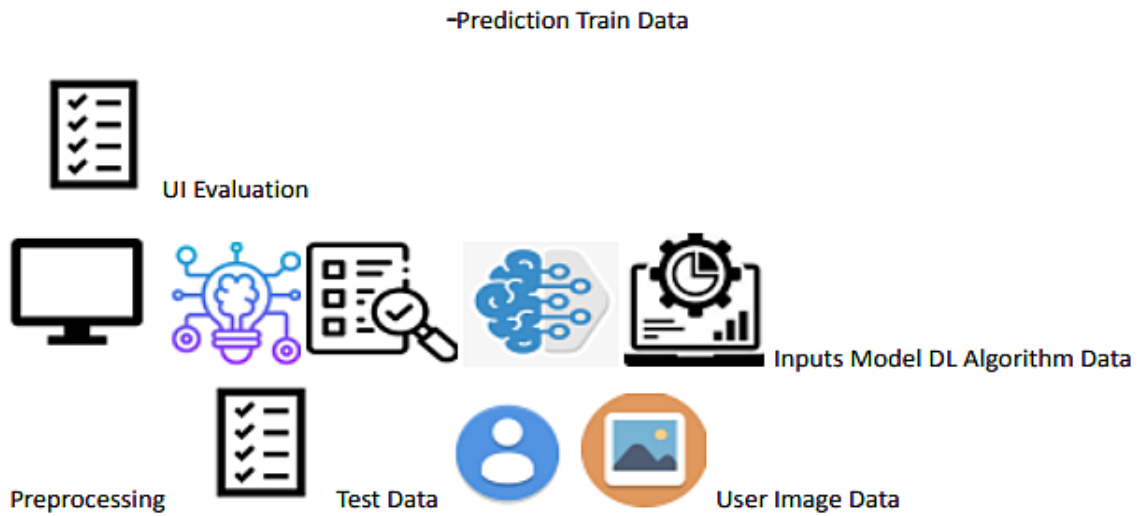 -Prediction Train Data
UI Evaluation
Inputs Model DL Algorithm Data
Preprocessing Test Data User Image Data